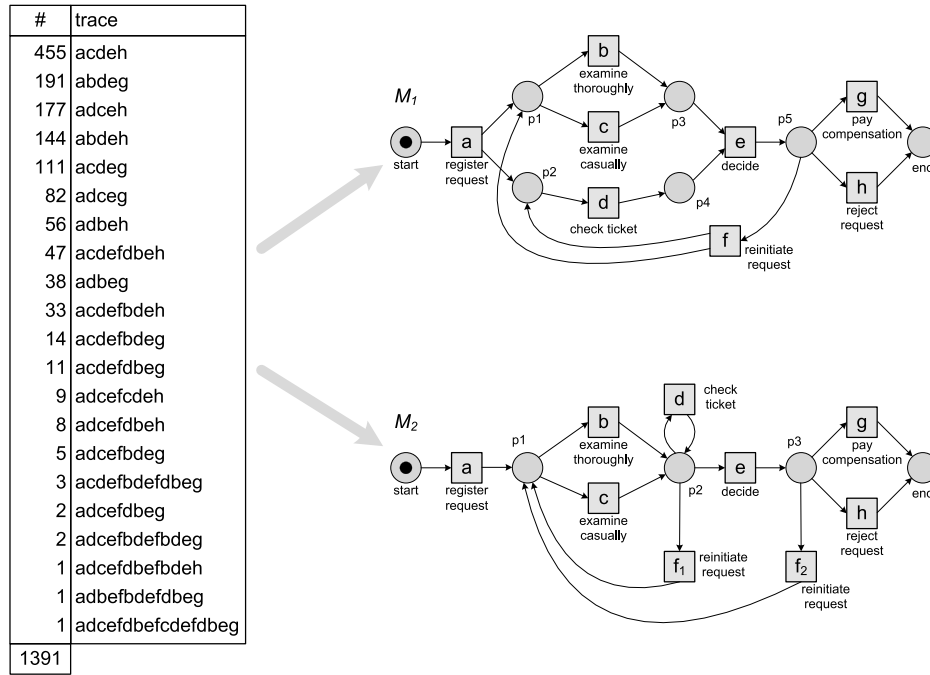 # trace
455 acdeh
191 abdeg
177 adceh
144 abdeh
111 acdeg
82 adceg
56 adbeh
47 acdefdbeh
38 adbeg
33 acdefbdeh
14 acdefbdeg
11 acdefdbeg
9 adcefcdeh
8 adcefdbeh
5 adcefbdeg
3 acdefbdefdbeg
2 adcefdbeg
2 adcefbdefbdeg
1 adcefdbefbdeh
1 adbefbdefdbeg
1 adcefdbefcdefdbeg
1391
M1
start
a
register
request
p1
b
examine
thoroughly
c
examine
casually
p2
d
check ticket
p3
p4
e
decide
p5
f
reinitiate
request
g
pay
compensation
h
reject
request
end
M2
start
a
register
request
p1
b
examine
thoroughly
c
examine
casually
d
check
ticket
p2
e
decide
p3
f1
reinitiate
request
f2
reinitiate
request
g
pay
compensation
h
reject
request
end